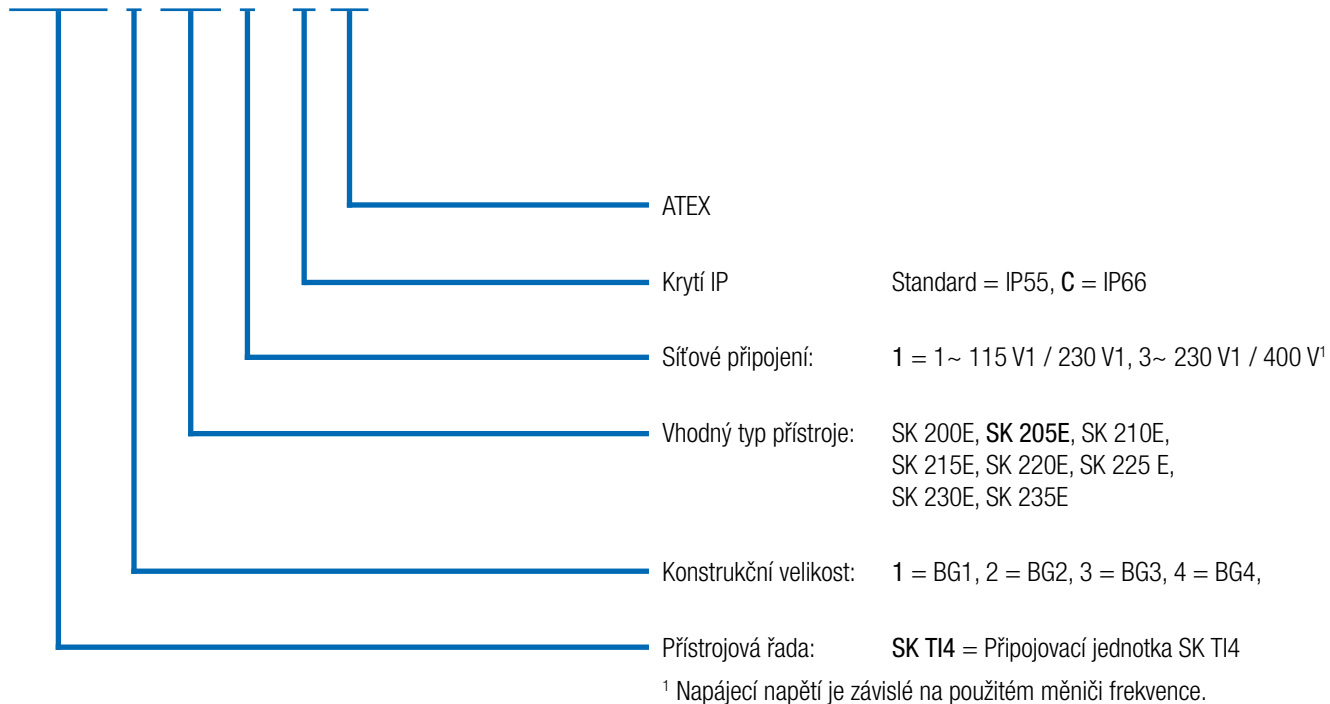 ATEX
Krytí IP Standard = IP55, C = IP66
Síťové připojení: 1 = 1~ 115 V1 / 230 V1, 3~ 230 V1 / 400 V¹
Vhodný typ přístroje: SK 200E, SK 205E, SK 210E,
SK 215E, SK 220E, SK 225 E,
SK 230E, SK 235E
Konstrukční velikost: 1 = BG1, 2 = BG2, 3 = BG3, 4 = BG4,
Přístrojová řada: SK TI4 = Připojovací jednotka SK TI4
¹ Napájecí napětí je závislé na použitém měniči frekvence.